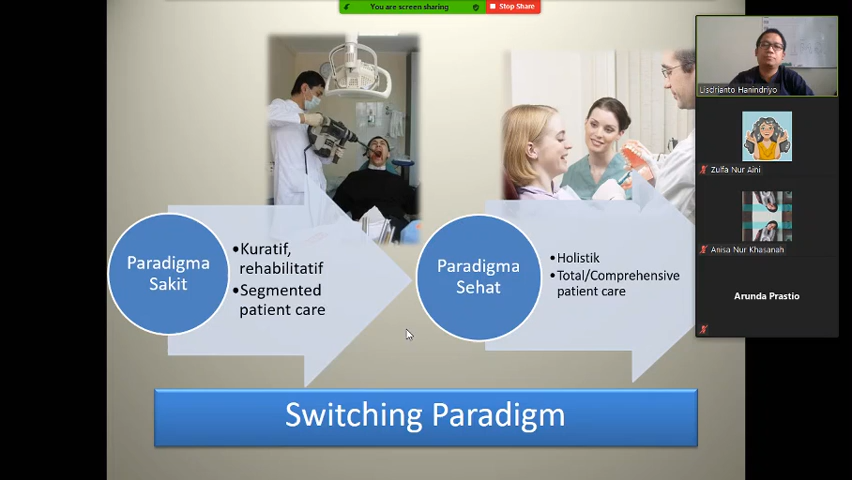 You are screen sharing
Stop Share
Lisdrianto Hanindriyo
Zulfa Nur Aini
Anisa Nur Khasanah
Arunda Prastio
Paradigma
Sakit
•Kuratif,
rehabilitatif
•Segmented
patient care
Paradigma
Sehat
•Holistik
•Total/Comprehensive
patient care
Switching Paradigm